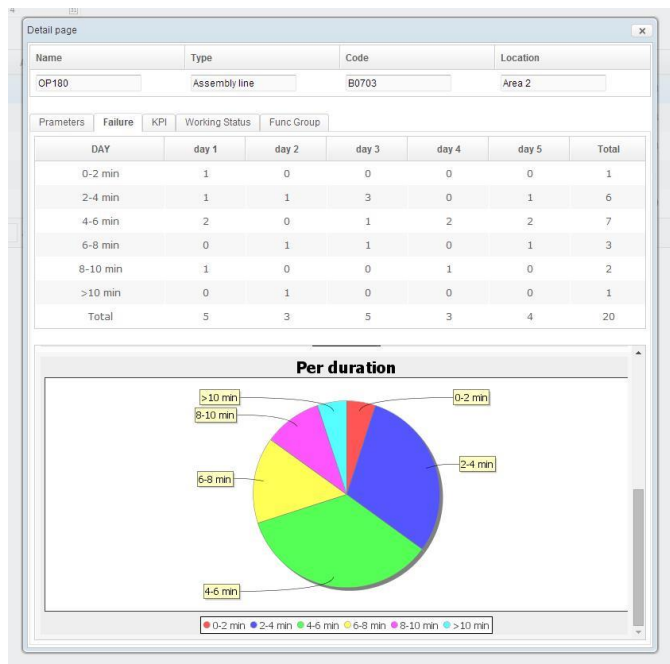 Detail page
Name Type Code Location
OP180 Assembly line B0703 Area 2
Prameters Failure KPI Working Status Func Group
DAY day 1 day 2 day 3 day 4 day 5 Total
0-2 min 1 0 0 0 0 1
2-4 min 1 1 3 0 1 6
4-6 min 2 0 1 2 2 7
6-8 min 0 1 1 0 1 3
8-10 min 1 0 0 1 0 2
>10 min 0 1 0 0 0 1
Total 5 3 5 3 4 20
Per duration
>10 min 0-2 min
8-10 min
2-4 min
6-8 min
4-6 min
0-2 min 2-4 min 4-6 min 6-8 min 8-10 min >10 min